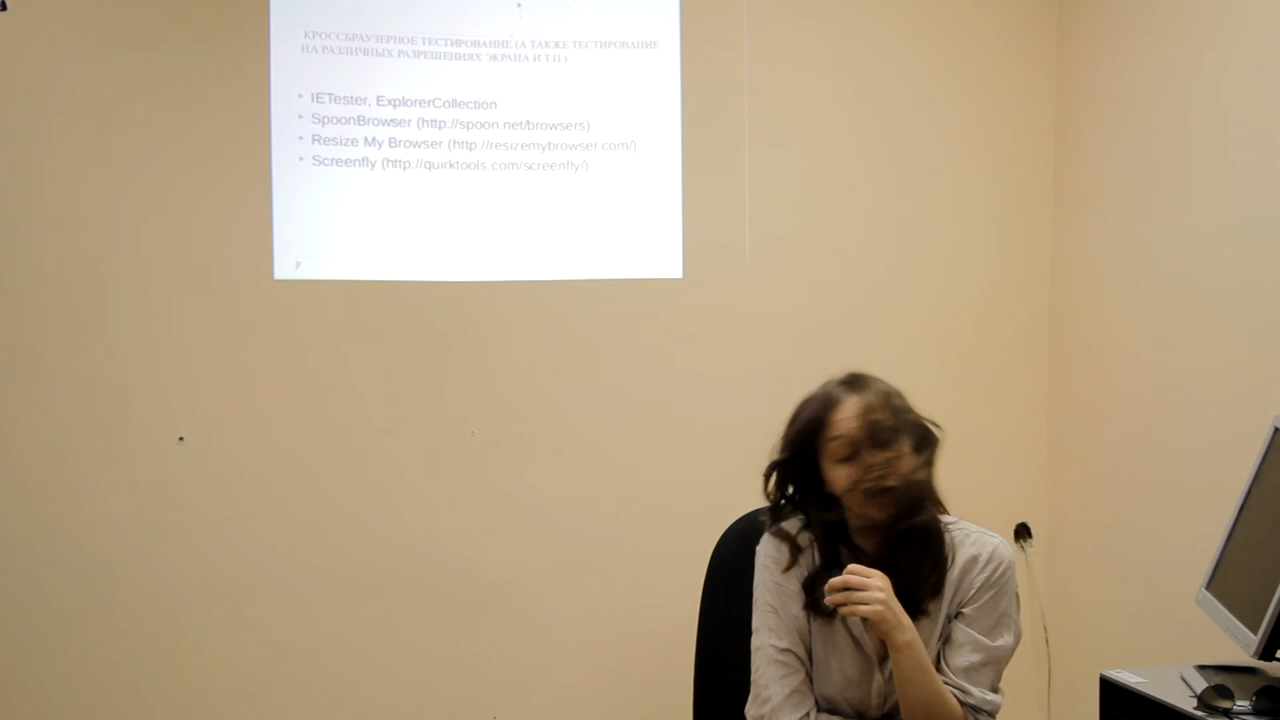 КРОССБРАУЗЕРНОЕ ТЕСТИРОВАНИЕ (А ТАКЖЕ ТЕСТИРОВАНИЕ
НА РАЗЛИЧНЫХ РАЗРЕШЕНИЯХ ЭКРАНА И Т.П.)
IETester, ExplorerCollection
SpoonBrowser (http://spoon.net/browsers)
Resize My Browser (http://resizemybrowser.com/)
Screenfly (http://quirktools.com/screenfly/)